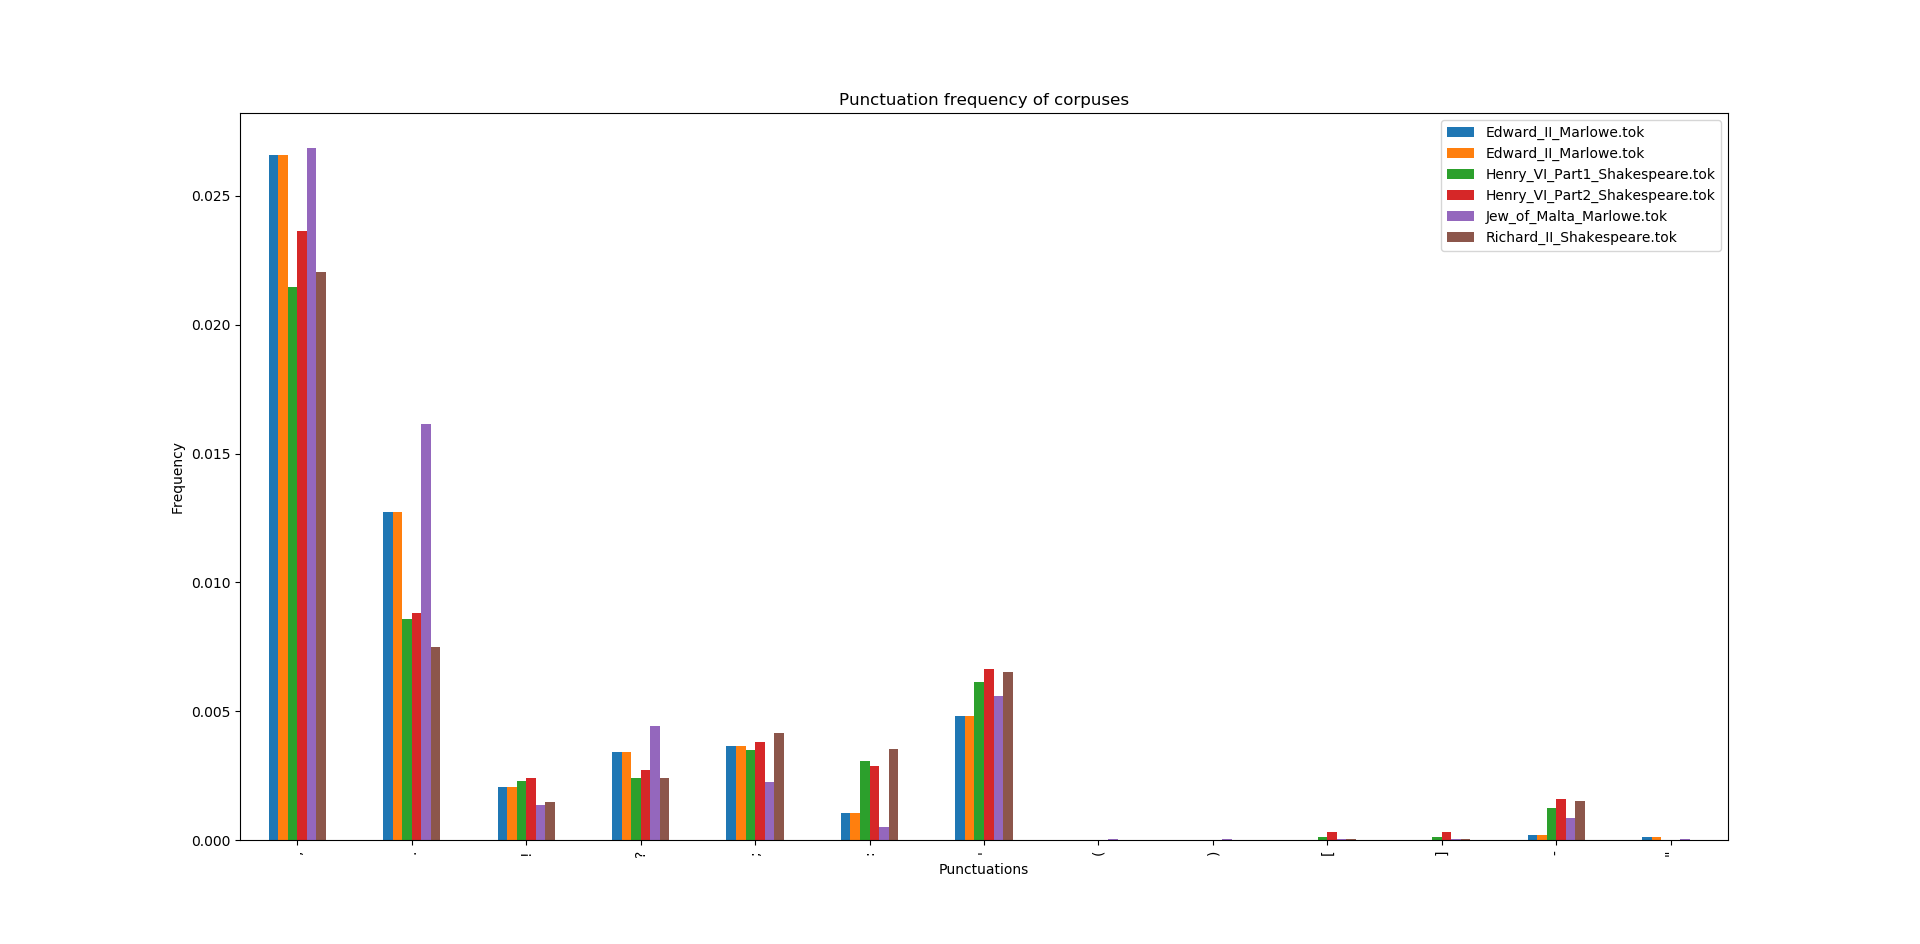 Punctuation frequency of corpuses
Edward_II_Marlowe.tok
Edward_II_Marlowe.tok
Henry_VI_Part1_Shakespeare.tok
Henry_VI_Part2_Shakespeare.tok
Jew_of_Malta_Marlowe.tok
Richard_II_Shakespeare.tok
0.025
0.020
0.015
0.010
0.005
0.000
Frequency
, . ! ? ; : ' ( ) [ ] - "
Punctuations